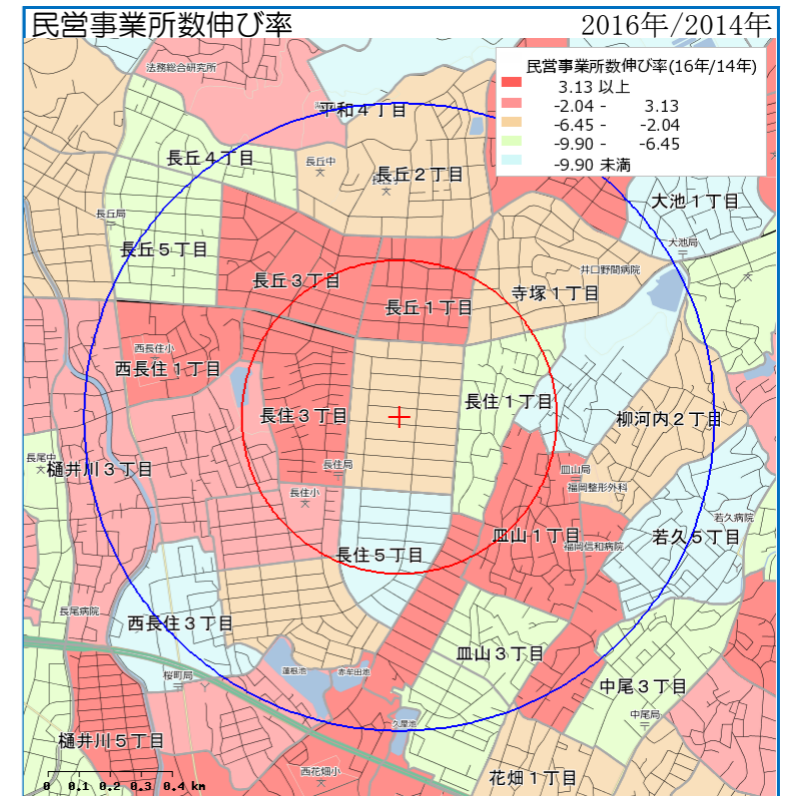 民営事業所数伸び率 2016年/2014年
民営事業所数伸び率(16年/14年)
3.13 以上
-2.04 - 3.13
-6.45 - -2.04
-9.90 - -6.45
-9.90 未満
法務総合研究所
平和4丁目
長丘4丁目
長丘中
長丘2丁目
大池1丁目
長丘局
大池局
長丘5丁目
井口野間病院
長丘3丁目
寺塚1丁目
長丘1丁目
西長住小
西長住1丁目
長住1丁目
長住3丁目
柳河内2丁目
長尾中
樋井川3丁目
長住局
皿山局
福岡整形外科
長住小
若久病院
皿山1丁目
若久5丁目
長住5丁目
福岡信和病院
長尾病院
西長住3丁目
皿山3丁目
蓮根池
赤牟田池
桜町局
中尾3丁目
中尾局
久屋池
樋井川5丁目
西花畑小
花畑1丁目
0 0.1 0.2 0.3 0.4 km